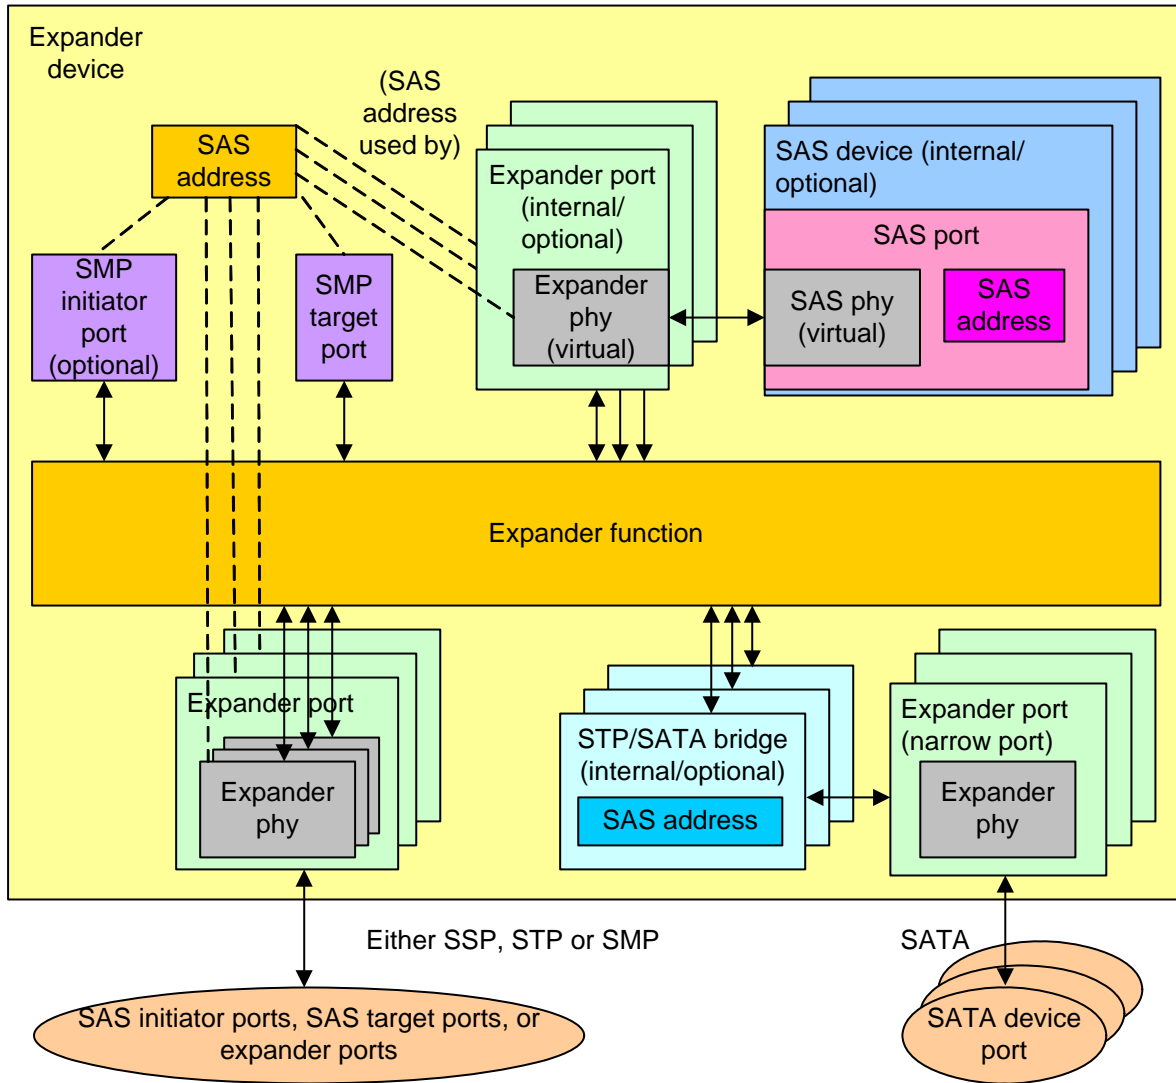 Expander
device
(SAS
address
used by)
SAS
address
Expander port
(internal/
optional)
SAS device (internal/
optional)
SAS port
SMP
initiator
port
(optional)
SMP
target
port
Expander
phy
(virtual)
SAS phy
(virtual)
SAS
address
Expander function
Expander port
Expander
phy
STP/SATA bridge
(internal/optional)
SAS address
Expander port
(narrow port)
Expander
phy
Either SSP, STP or SMP
SATA
SAS initiator ports, SAS target ports, or
expander ports
SATA device
port